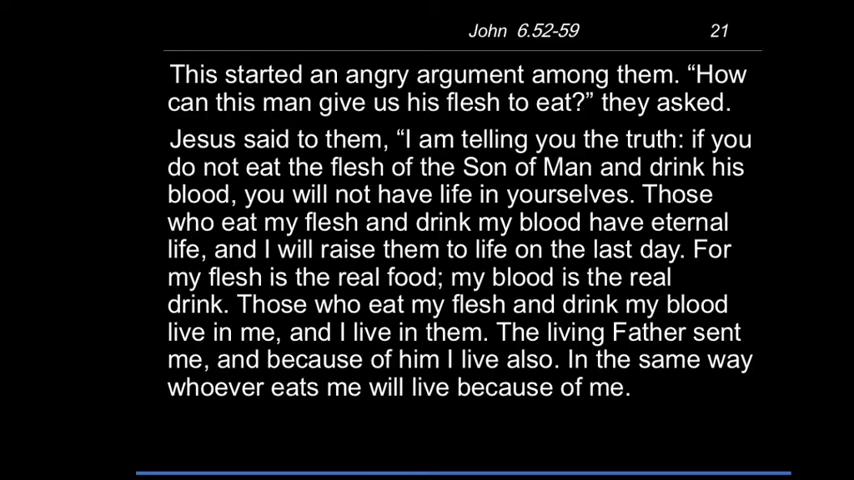 John 6.52-59 21
This started an angry argument among them. “How
can this man give us his flesh to eat?” they asked.
Jesus said to them, “I am telling you the truth: if you
do not eat the flesh of the Son of Man and drink his
blood, you will not have life in yourselves. Those
who eat my flesh and drink my blood have eternal
life, and I will raise them to life on the last day. For
my flesh is the real food; my blood is the real
drink. Those who eat my flesh and drink my blood
live in me, and I live in them. The living Father sent
me, and because of him I live also. In the same way
whoever eats me will live because of me.